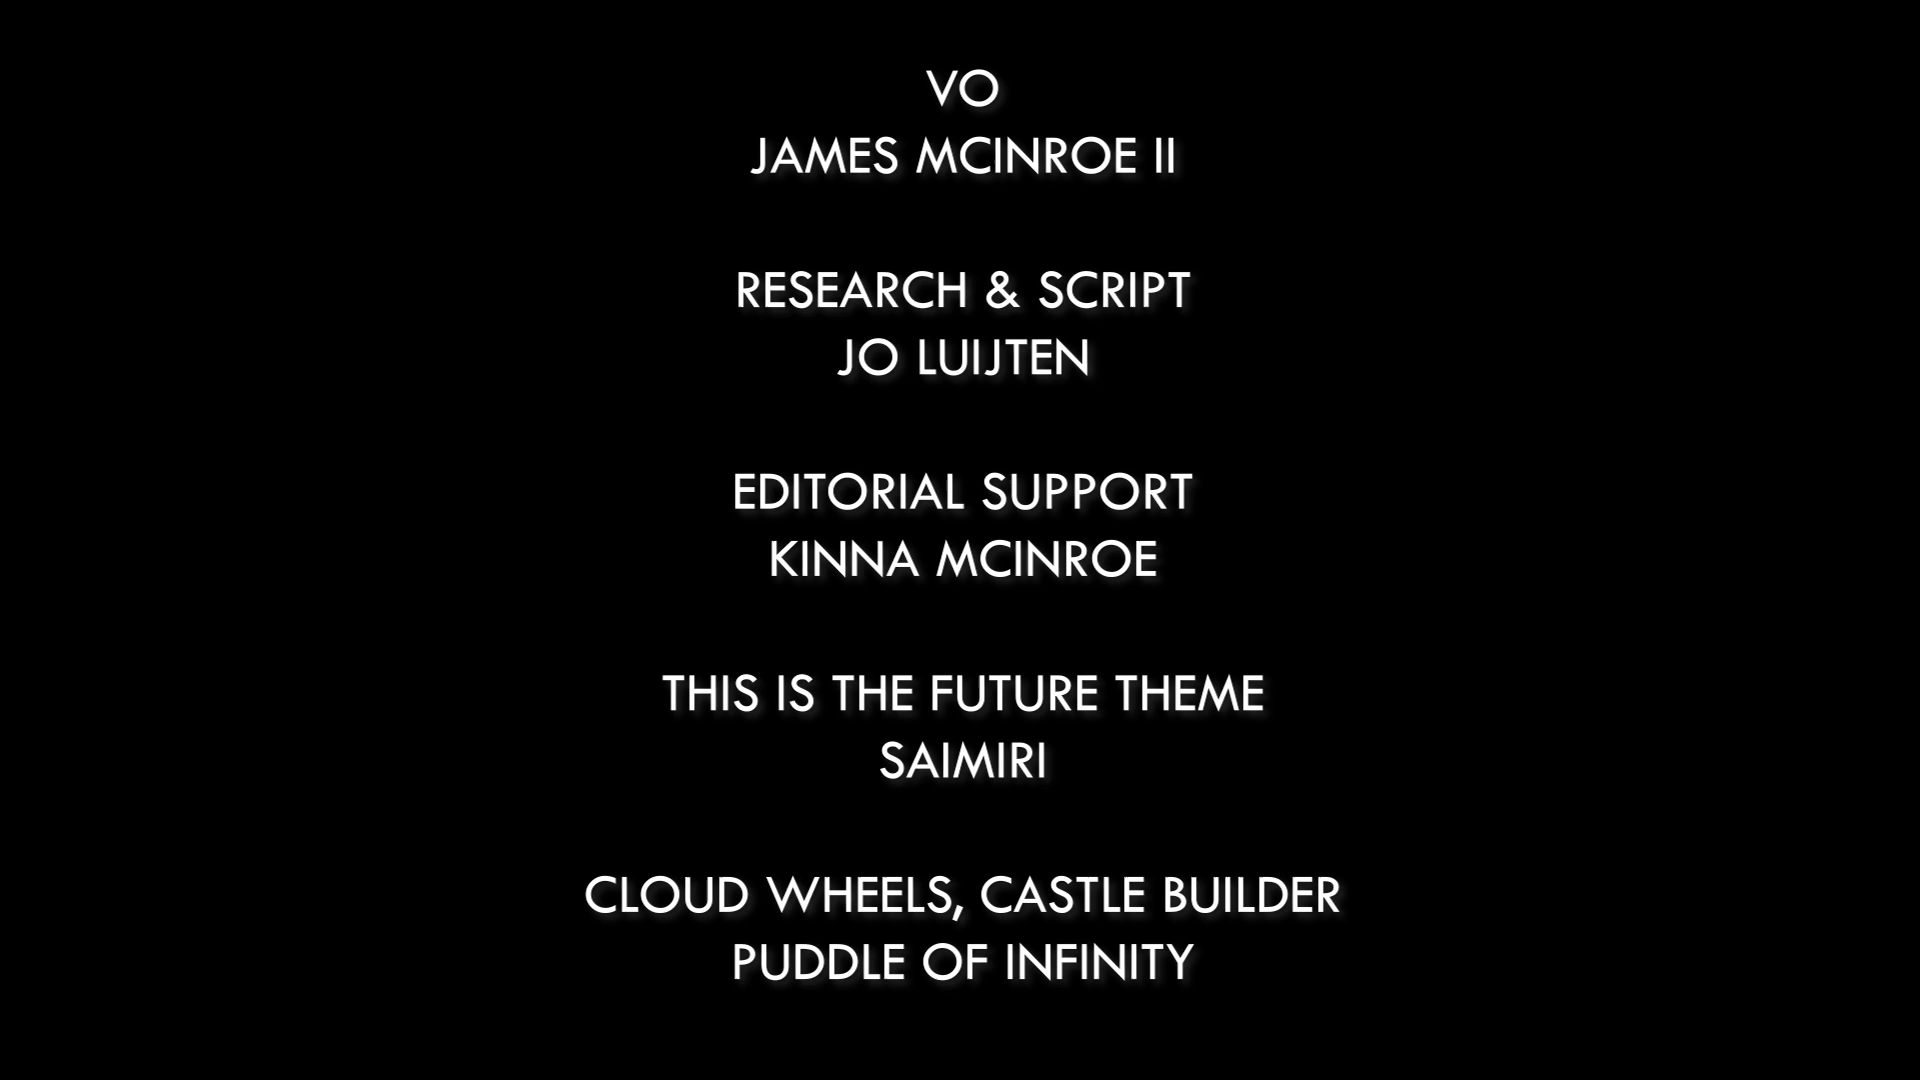 VO
JAMES MCINROE II
RESEARCH & SCRIPT
JO LUIJTEN
EDITORIAL SUPPORT
KINNA MCINROE
THIS IS THE FUTURE THEME
SAIMIRI
CLOUD WHEELS, CASTLE BUILDER
PUDDLE OF INFINITY